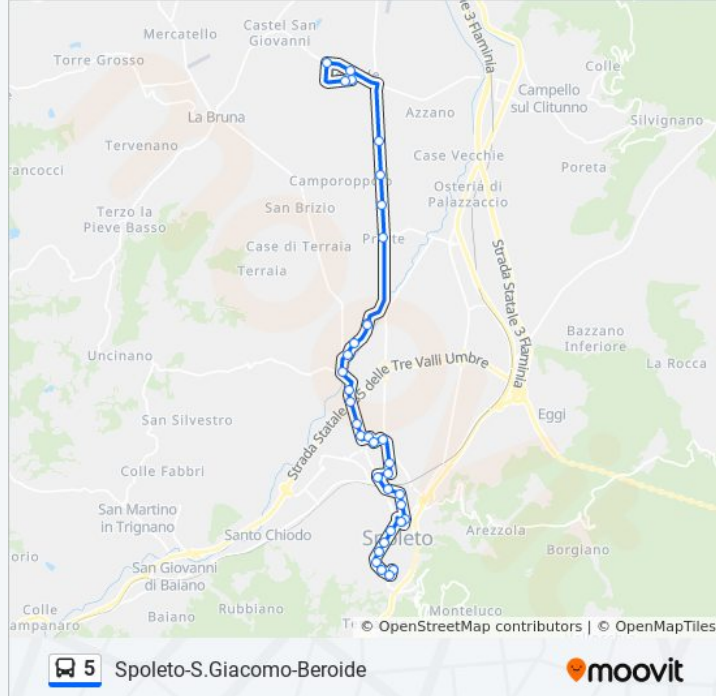 Castel San
Giovanni
Mercatello
Torre Grosso
Colle
Azzano
Campello
sul Clitunno
La Bruna
Silvignano
Tervenano
Case Vecchie
Poreta
rancocci
Camporoppolo
Osteria di
Palazzaccio
San Brizio
Terzo la
Pieve Basso
Case di Terraia
Terraia
Strada Statale 3 Flaminia
Bazzano
Inferiore
Uncinano
La Rocca
Strada Statale
delle Tre Valli Umbre
Eggi
San Silvestro
Colle Fabbri
San Martino
in Trignano
Santo Chiodo
Spoleto
Arezzola
Borgiano
orio
San Giovanni
di Baiano
Colle
ampanaro
Baiano
Rubbiano
Monteluco
© OpenStreetMap contributors | © OpenMapTiles
5 Spoleto-S.Giacomo-Beroide
moovit